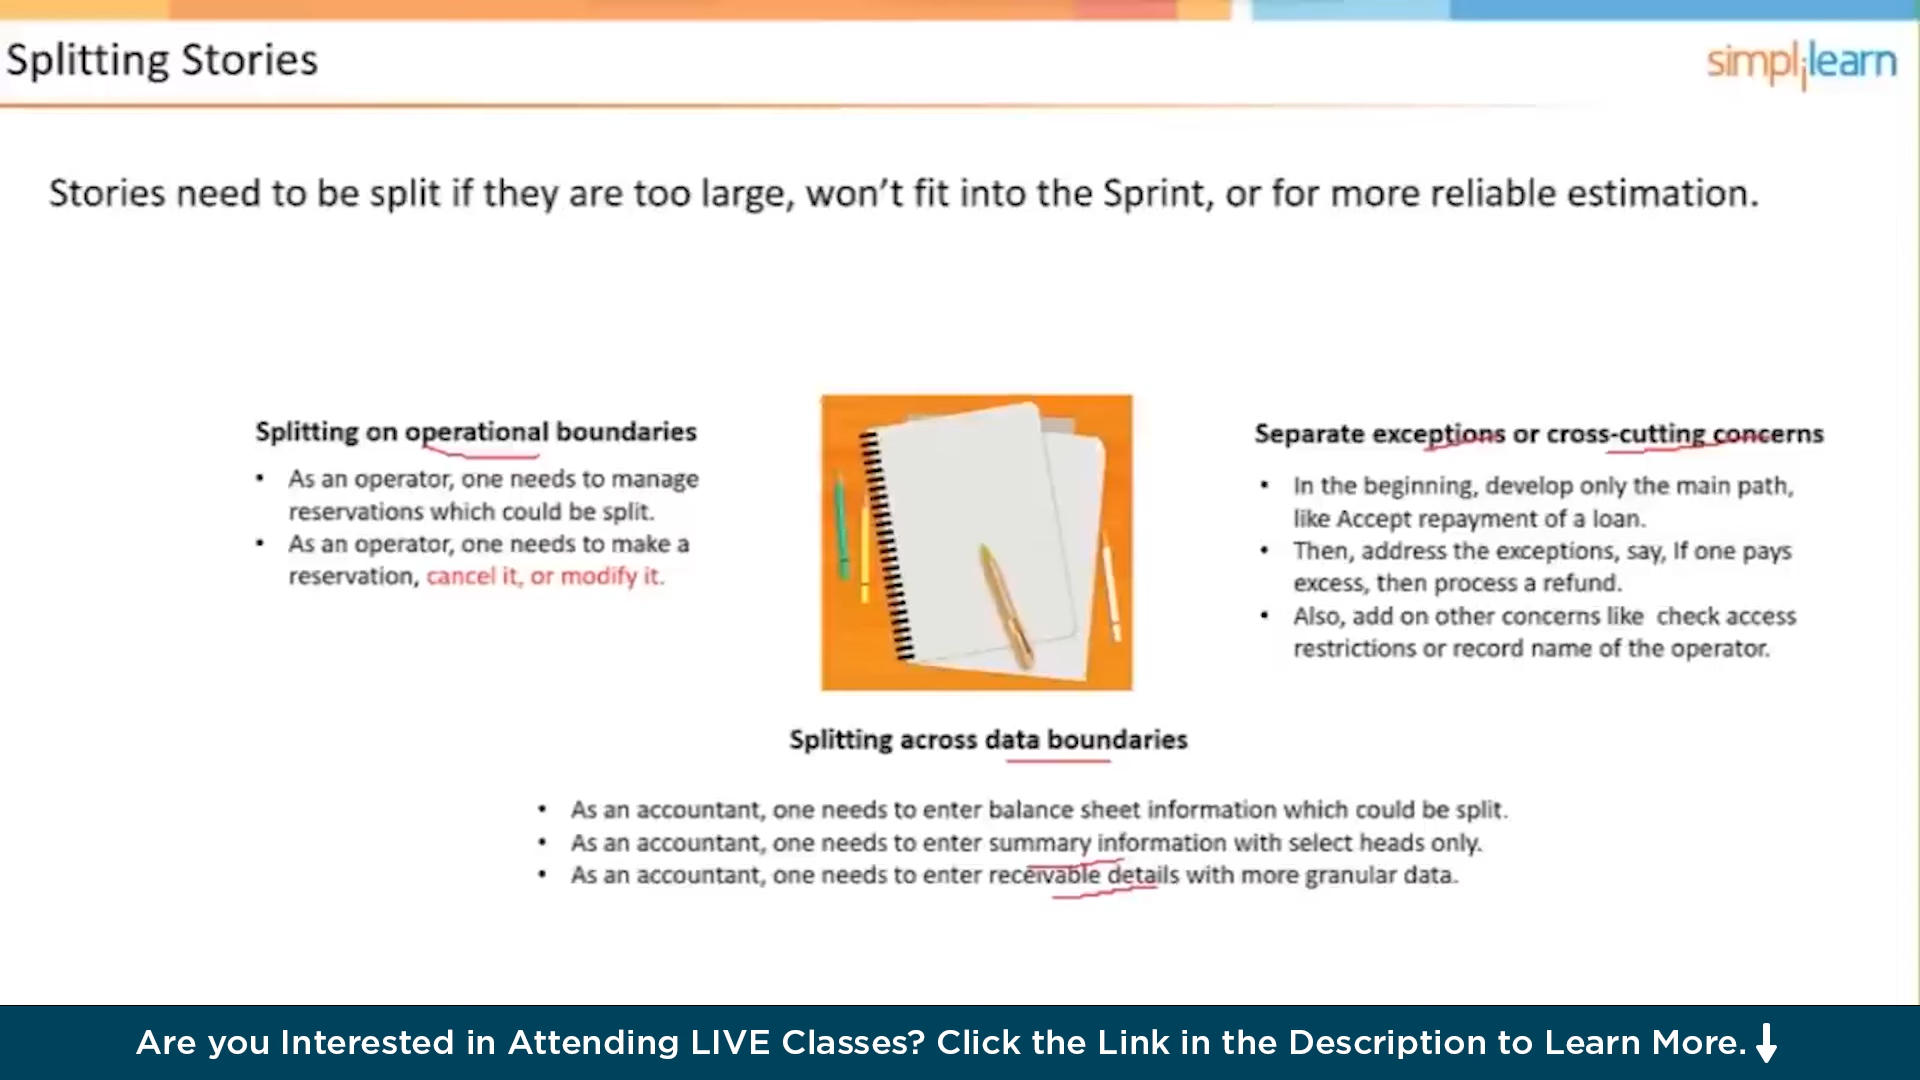 Splitting Stories
simplilearn
Stories need to be split if they are too large, won't fit into the Sprint, or for more reliable estimation.
Splitting on operational boundaries
• As an operator, one needs to manage
reservations which could be split.
• As an operator, one needs to make a
reservation, cancel it, or modify it.
Separate exceptions or cross-cutting concerns
• In the beginning, develop only the main path,
like Accept repayment of a loan.
• Then, address the exceptions, say, If one pays
excess, then process a refund.
• Also, add on other concerns like check access
restrictions or record name of the operator.
Splitting across data boundaries
• As an accountant, one needs to enter balance sheet information which could be split.
• As an accountant, one needs to enter summary information with select heads only.
• As an accountant, one needs to enter receivable details with more granular data.
Are you Interested in Attending LIVE Classes? Click the Link in the Description to Learn More.